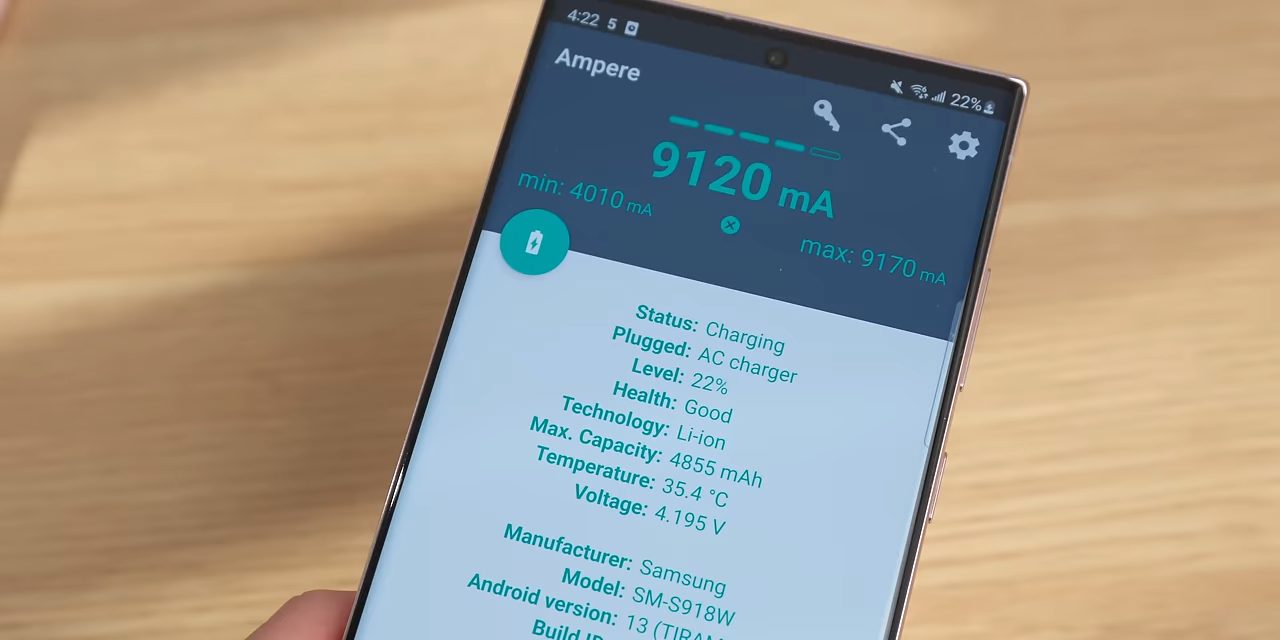 4:22 5
22%
Ampere
9120 mA
min: 4010 mA
max: 9170 mA
Status: Charging
Plugged: AC charger
Level: 22%
Health: Good
Technology: Li-ion
Max. Capacity: 4855 mAh
Temperature: 35.4 °C
Voltage: 4.195 V
Manufacturer: Samsung
Model: SM-S918W
Android version: 13 (TIRAM
Build